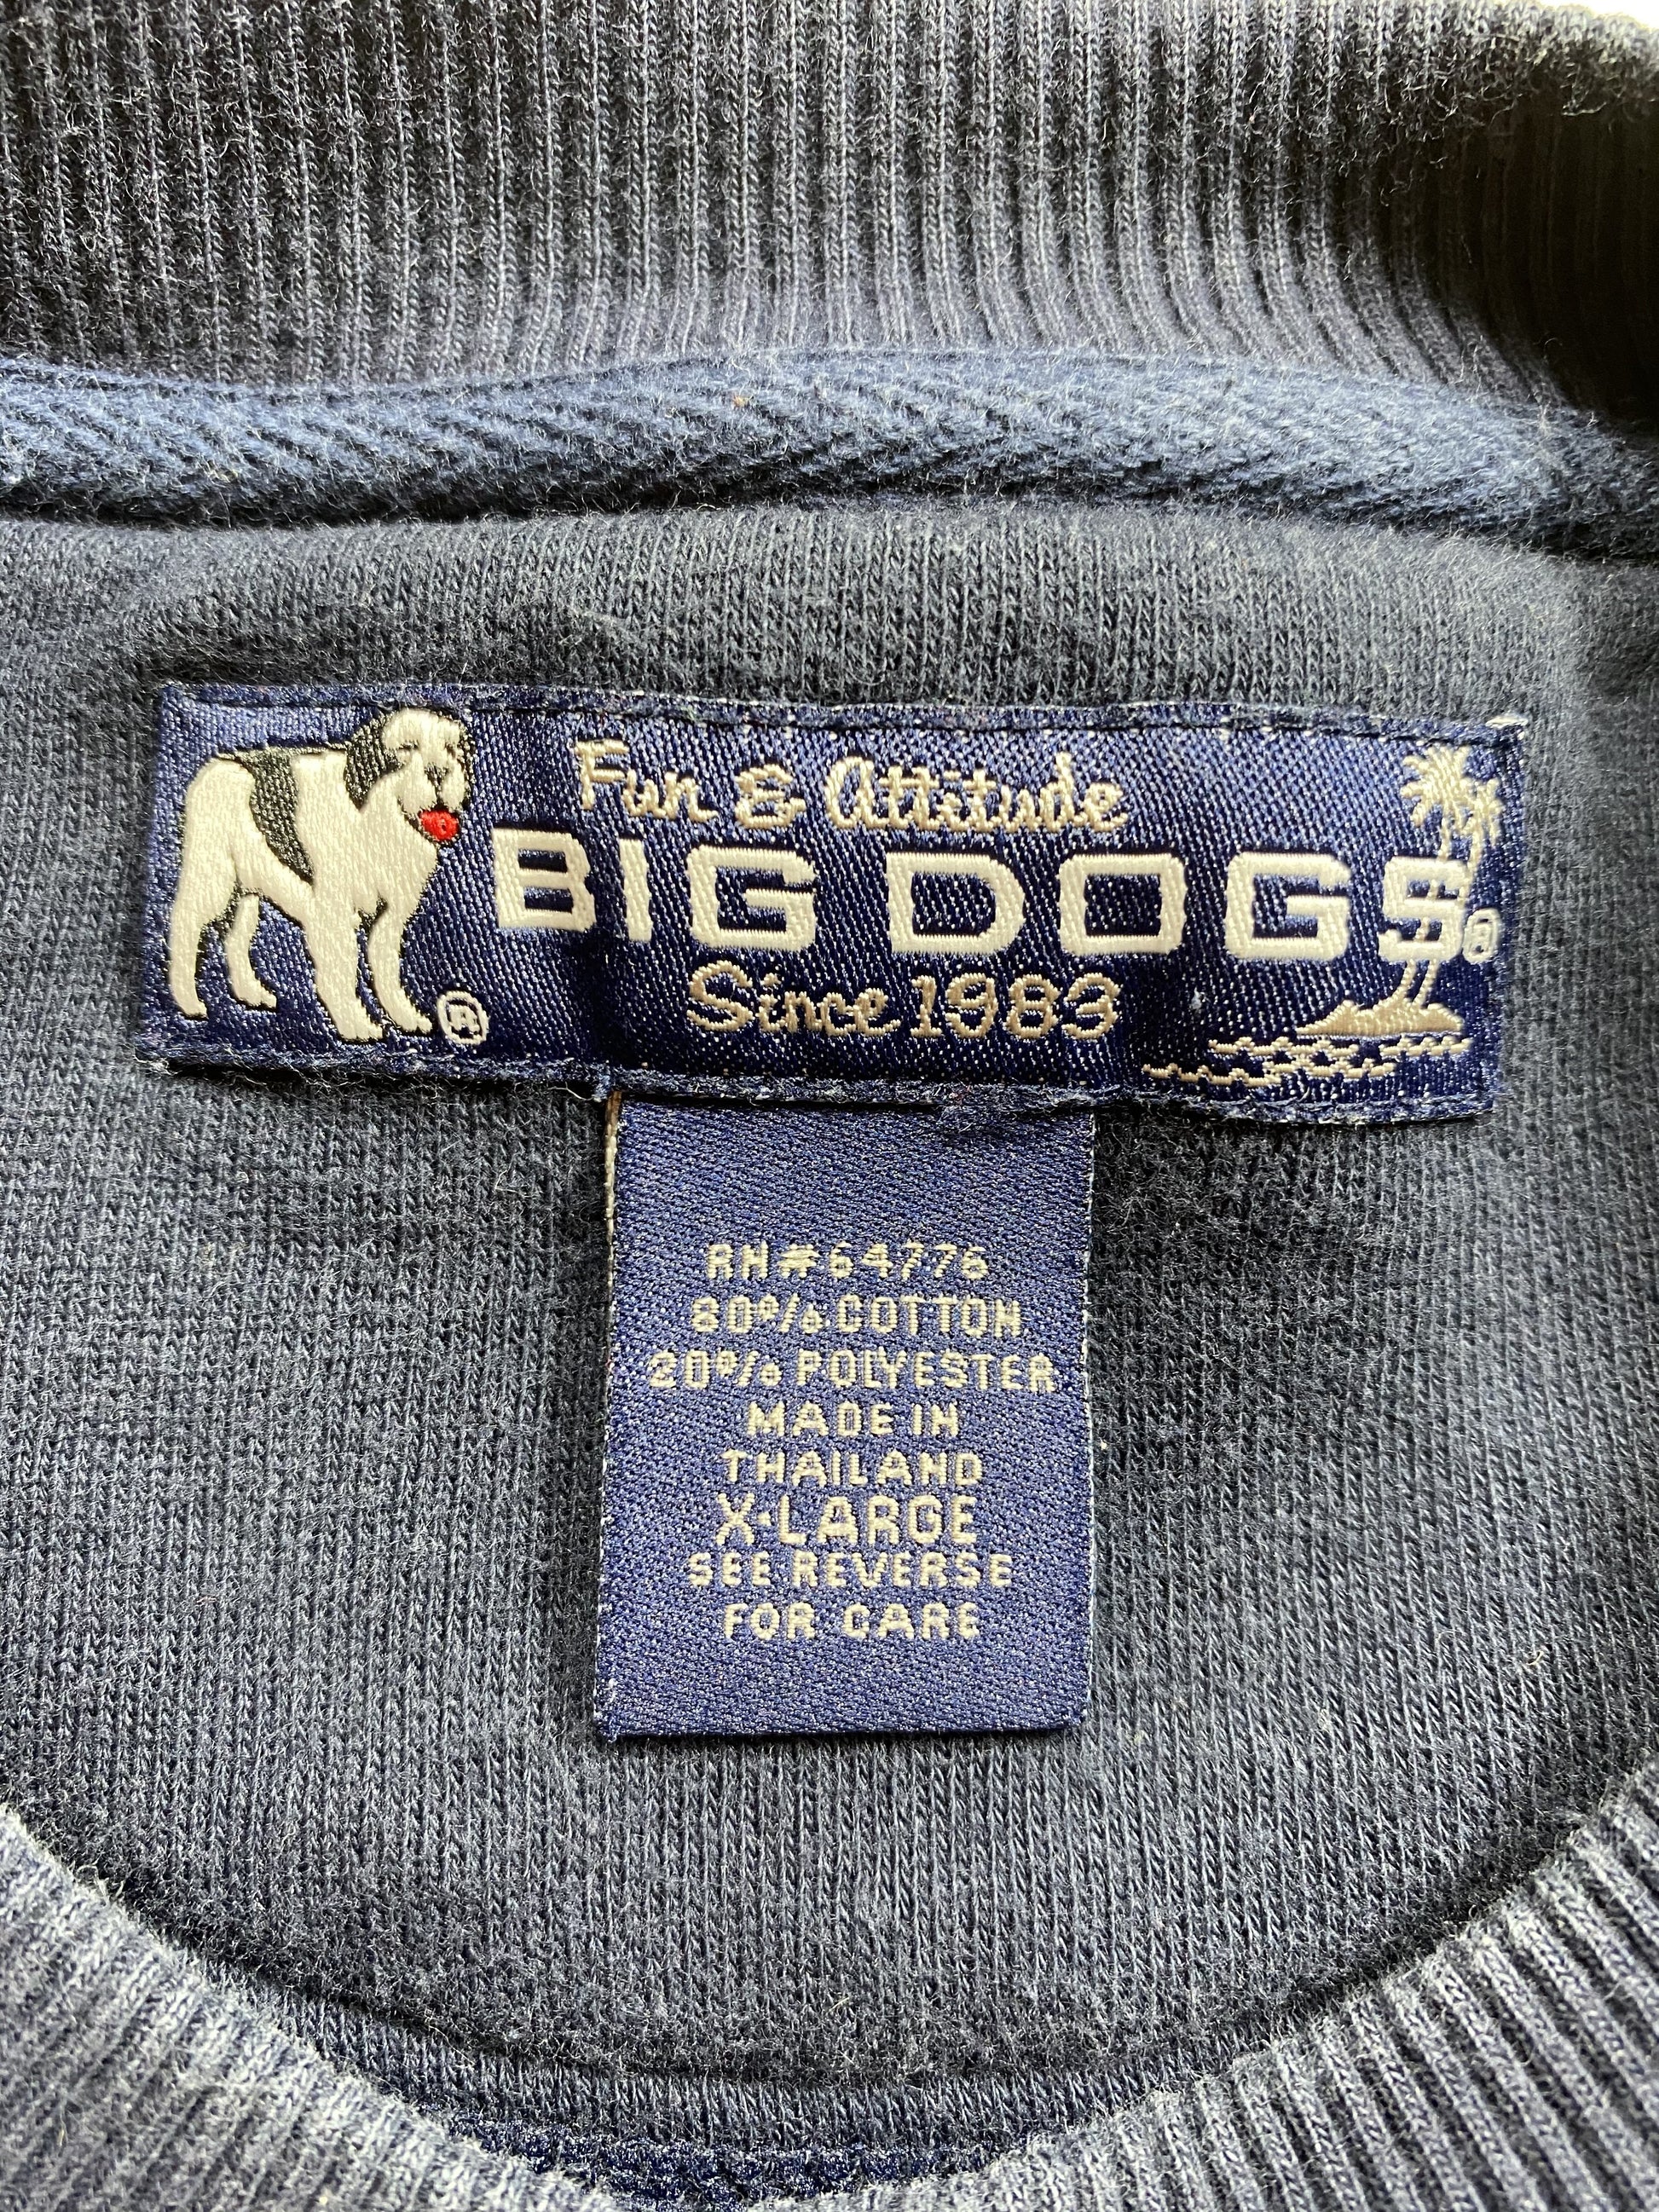 Fun & Attitude
BIG DOGS®
Since 1983
®
RN#64776
80% COTTON
20% POLYESTER
MADE IN
THAILAND
X-LARGE
SEE REVERSE
FOR CARE